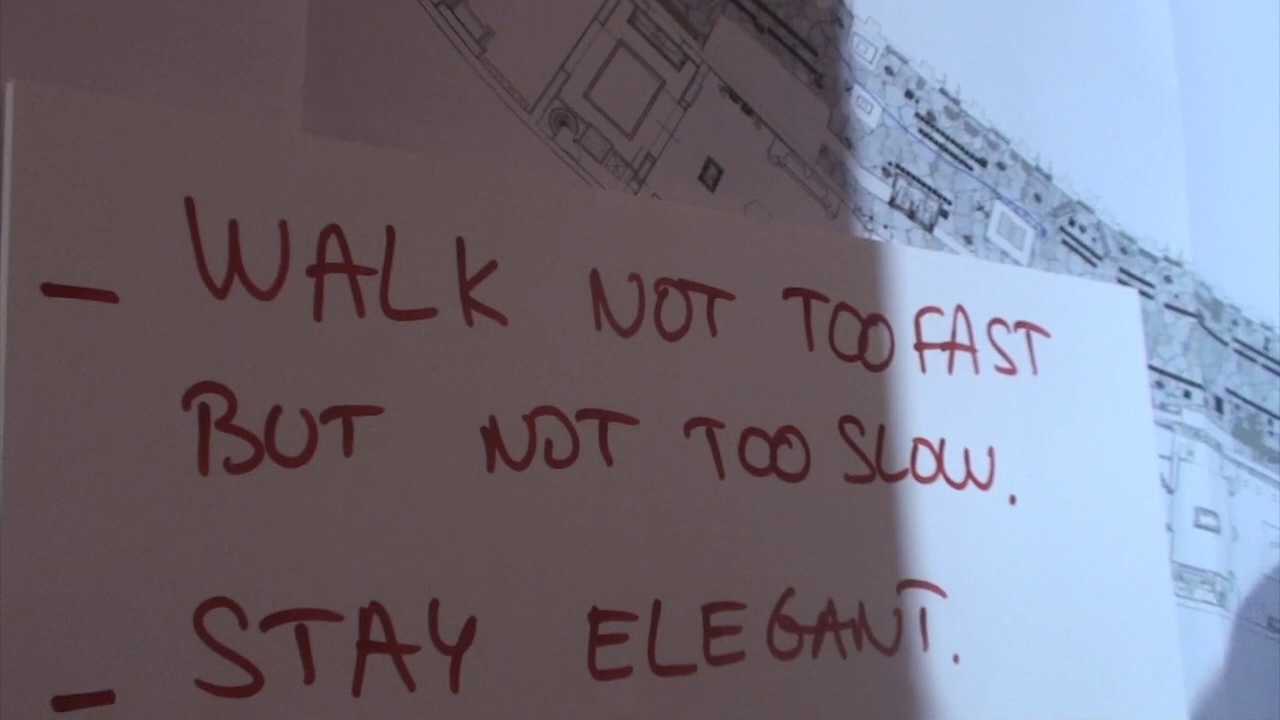 - WALK NOT TOO FAST
BUT NOT TOO SLOW.
- STAY ELEGANT.